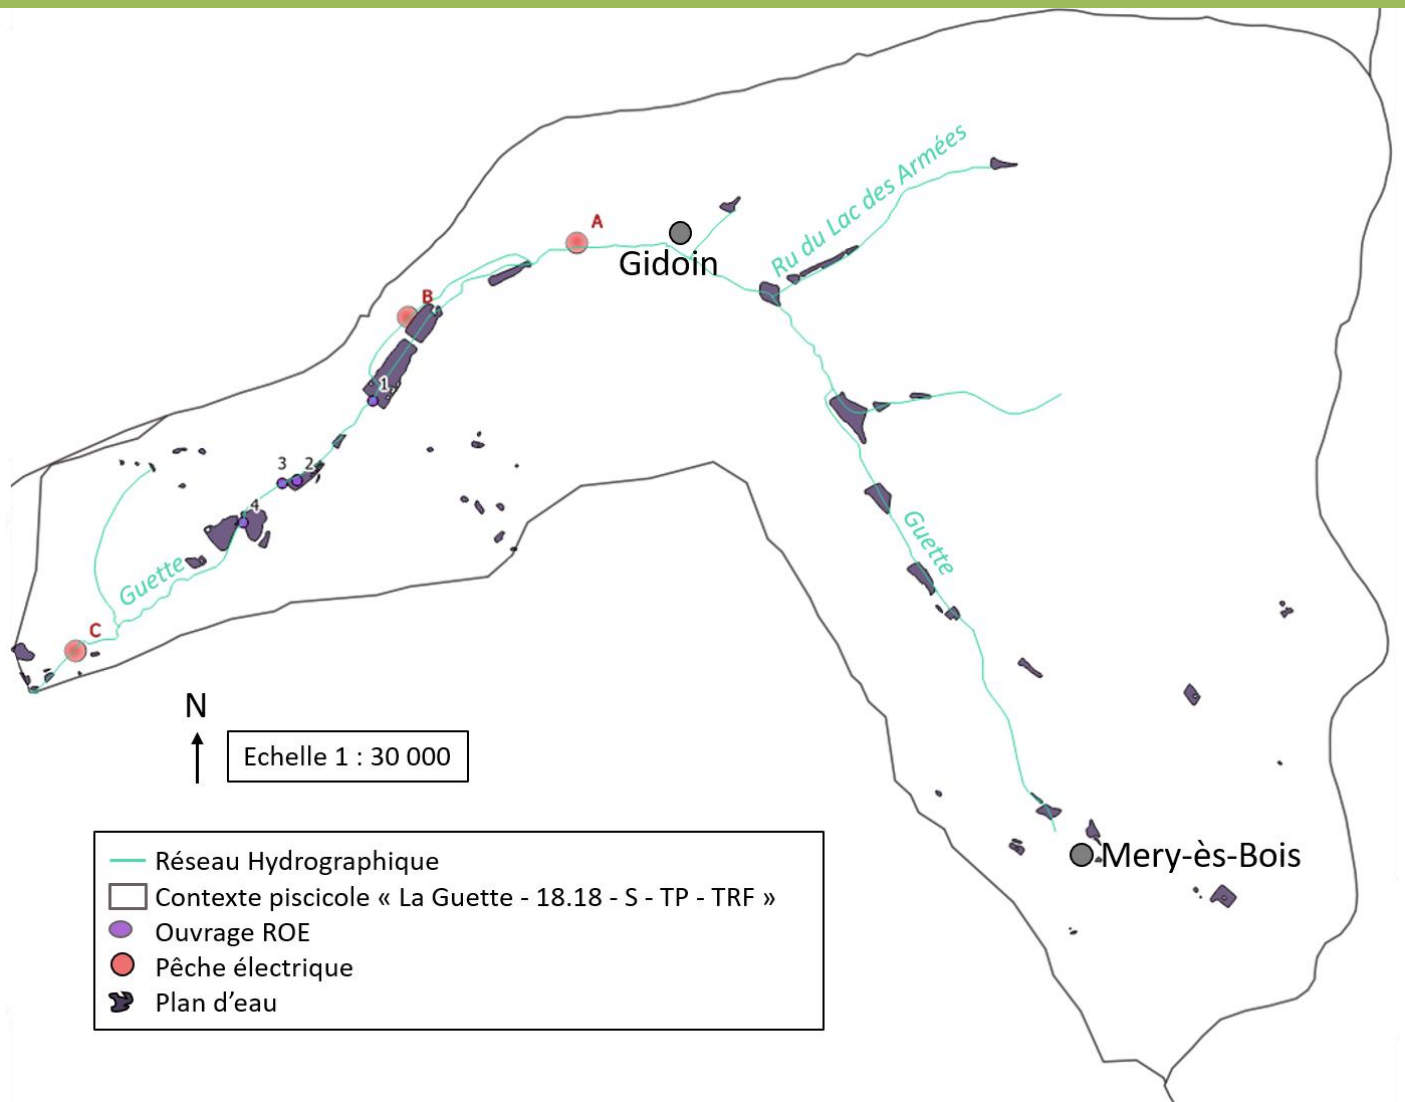 Ru du Lac des Armées
A
Gidoin
B
1
3
2
4
Guette
Guette
C
N
Echelle 1 : 30 000
Mery-ès-Bois
Réseau Hydrographique
Contexte piscicole « La Guette - 18.18 - S - TP - TRF »
Ouvrage ROE
Pêche électrique
Plan d’eau